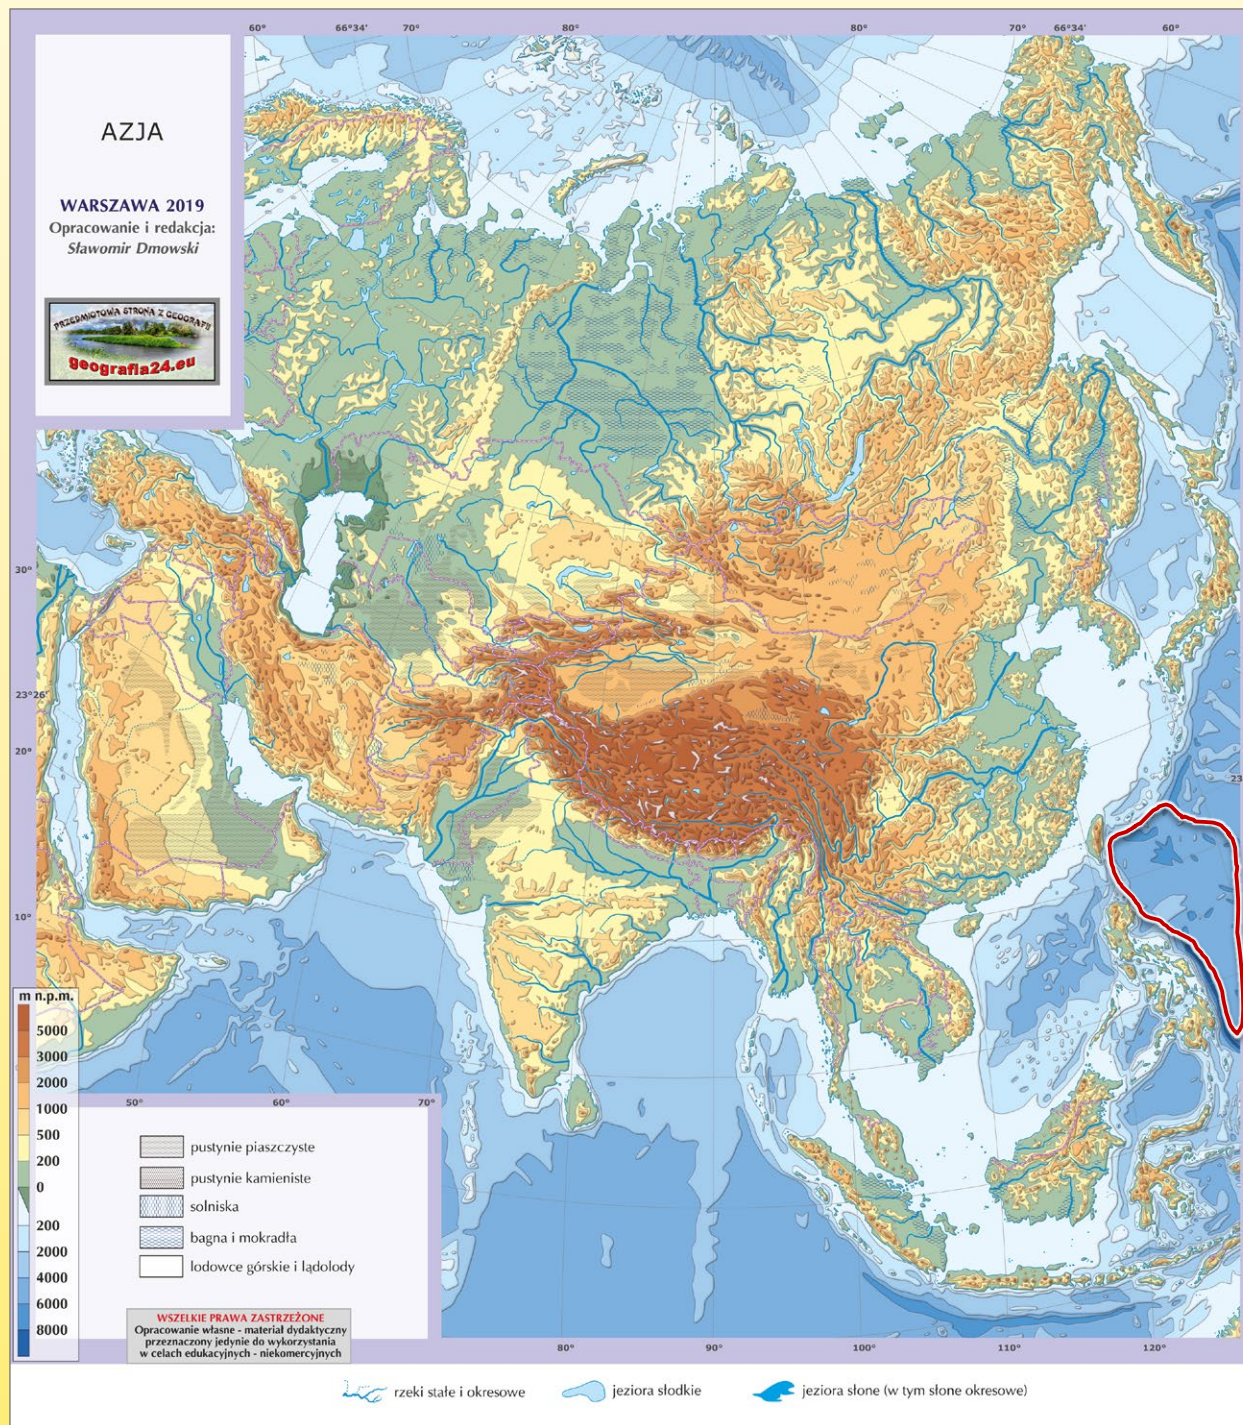 60° 66°34' 70° 80° 80° 70° 66°34' 60°
AZJA
WARSZAWA 2019
Opracowanie i redakcja:
Sławomir Dmowski
PRZEDMIOTOWA STRONA Z GEOGRAFII
geografia24.eu
30°
23°26'
20°
23
10°
m n.p.m.
5000
3000
2000
1000
500
200
0
200
2000
4000
6000
8000
50° 60° 70°
pustynie piaszczyste
pustynie kamieniste
solniska
bagna i mokradła
lodowce górskie i lądolody
WSZELKIE PRAWA ZASTRZEŻONE
Opracowanie własne - materiał dydaktyczny
przeznaczony jedynie do wykorzystania
w celach edukacyjnych - niekomercyjnych
80° 90° 100° 110° 120°
rzeki stałe i okresowe jeziora słodkie jeziora słone (w tym słone okresowe)